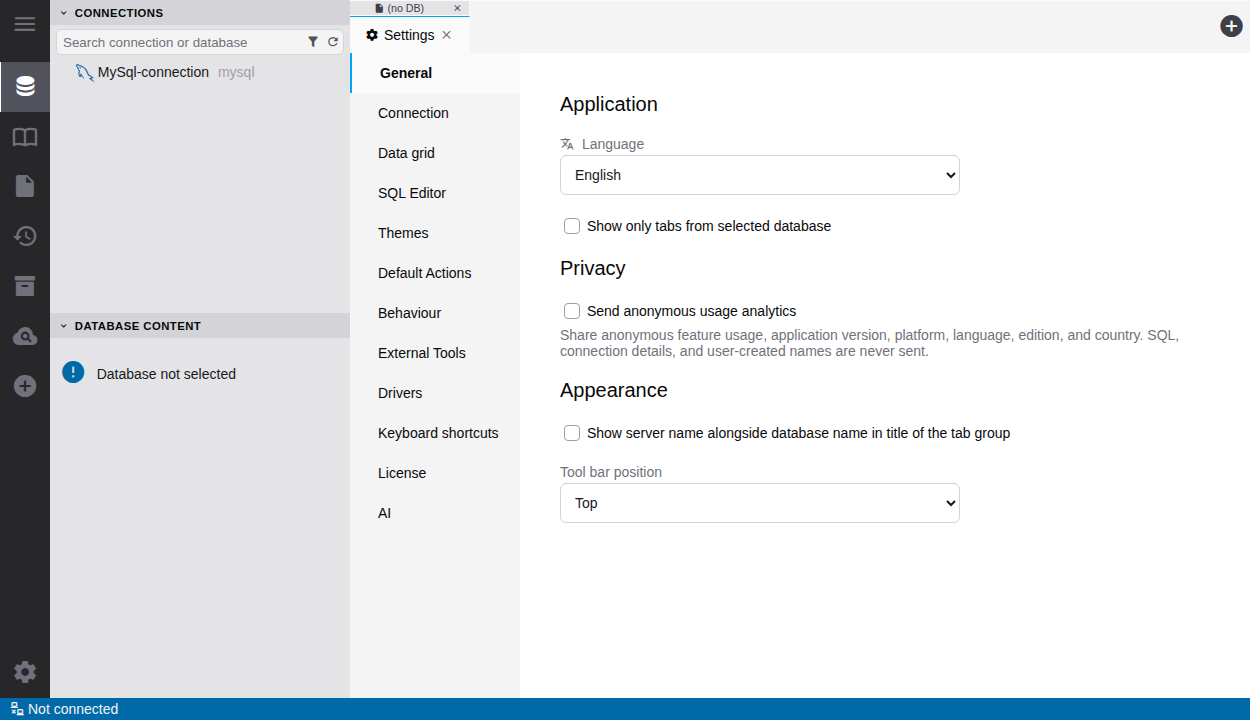 CONNECTIONS
Search connection or database
MySql-connection mysql
DATABASE CONTENT
Database not selected
(no DB)
Settings
General
Connection
Data grid
SQL Editor
Themes
Default Actions
Behaviour
External Tools
Drivers
Keyboard shortcuts
License
AI
Application
Language
English
Show only tabs from selected database
Privacy
Send anonymous usage analytics
Share anonymous feature usage, application version, platform, language, edition, and country. SQL,
connection details, and user-created names are never sent.
Appearance
Show server name alongside database name in title of the tab group
Tool bar position
Top
Not connected